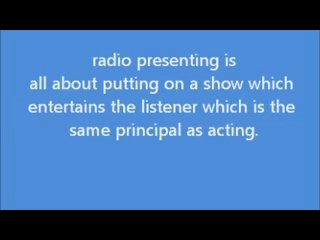 radio presenting is
all about putting on a show which
entertains the listener which is the
same principal as acting.